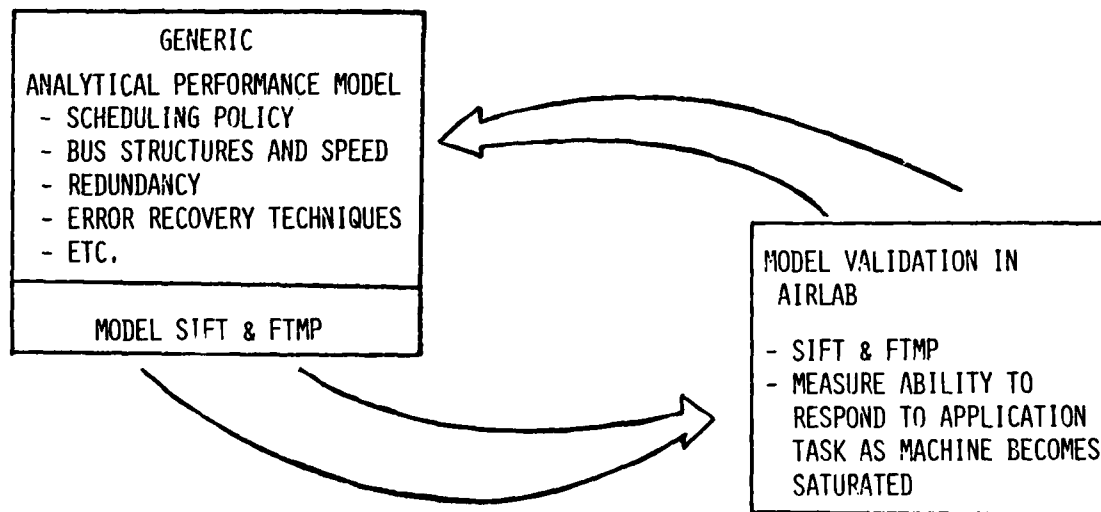 GENERIC
ANALYTICAL PERFORMANCE MODEL
- SCHEDULING POLICY
- BUS STRUCTURES AND SPEED
- REDUNDANCY
- ERROR RECOVERY TECHNIQUES
- ETC.
MODEL SIFT & FTMP
MODEL VALIDATION IN
AIRLAB
- SIFT & FTMP
- MEASURE ABILITY TO
RESPOND TO APPLICATION
TASK AS MACHINE BECOMES
SATURATED